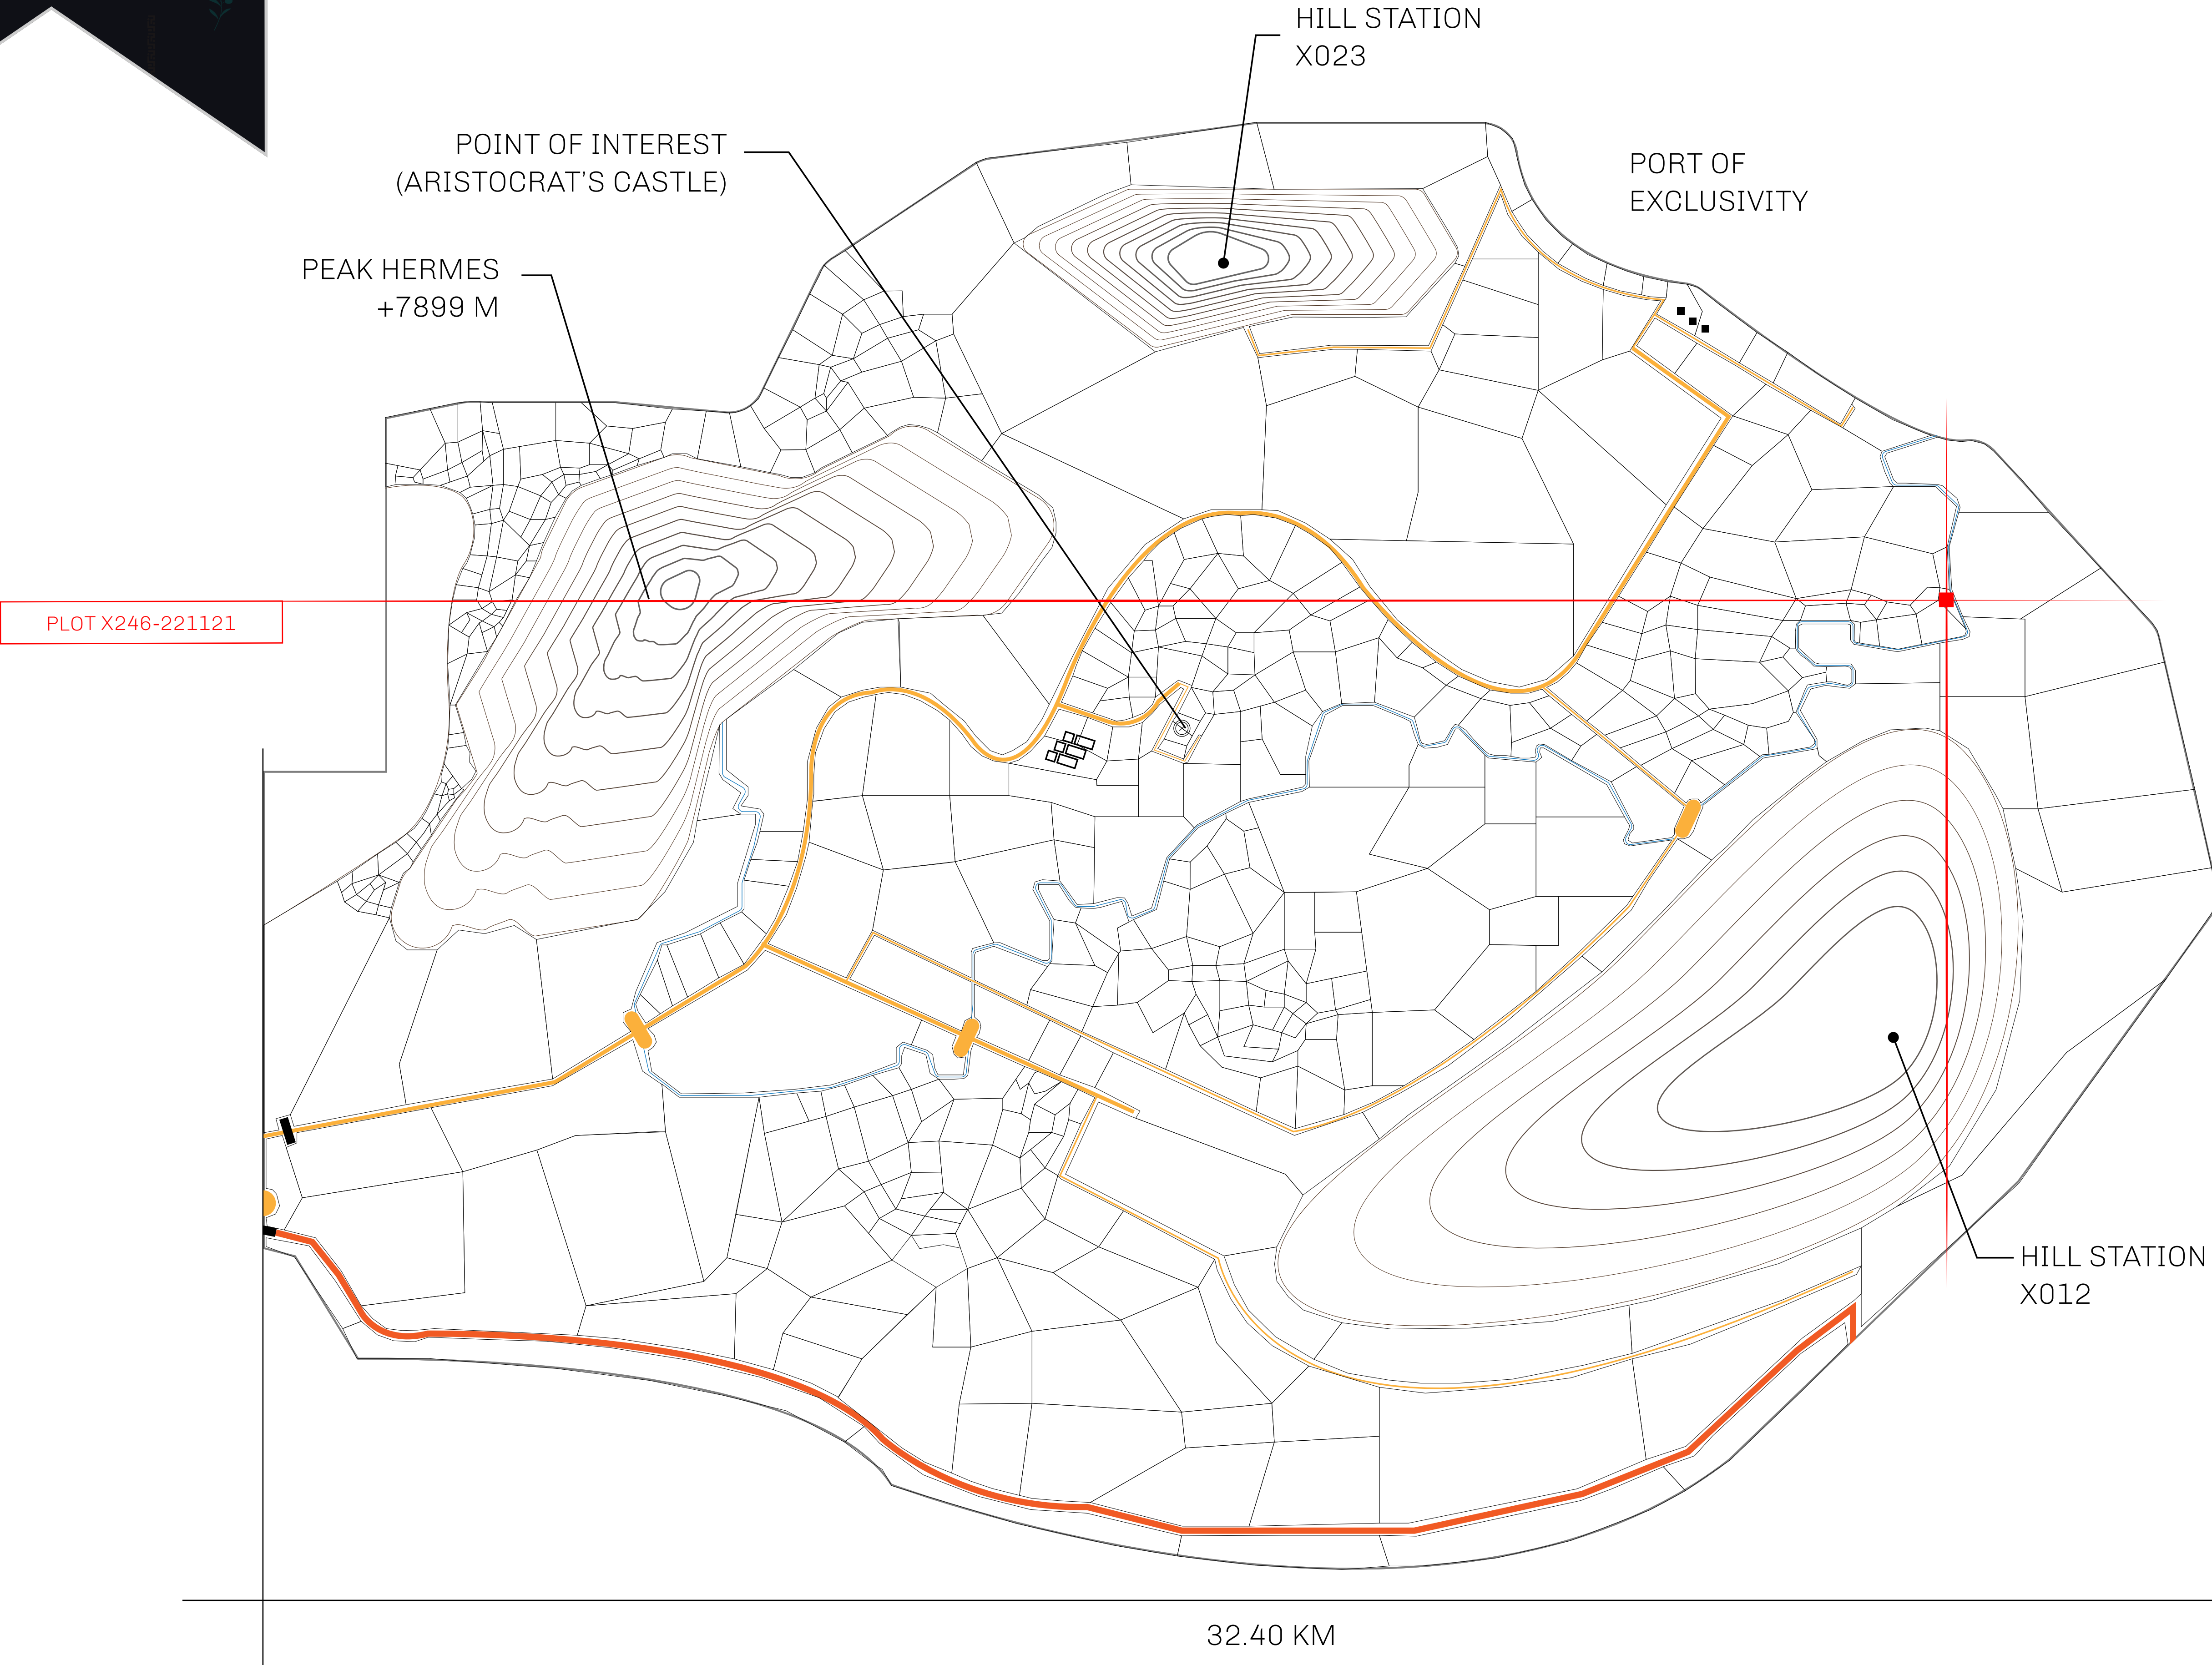 HILL STATION
X023
POINT OF INTEREST
(ARISTOCRAT'S CASTLE)
PORT OF
EXCLUSIVITY
PEAK HERMES
+7899 M
PLOT X246-221121
HILL STATION
X012
32.40 KM